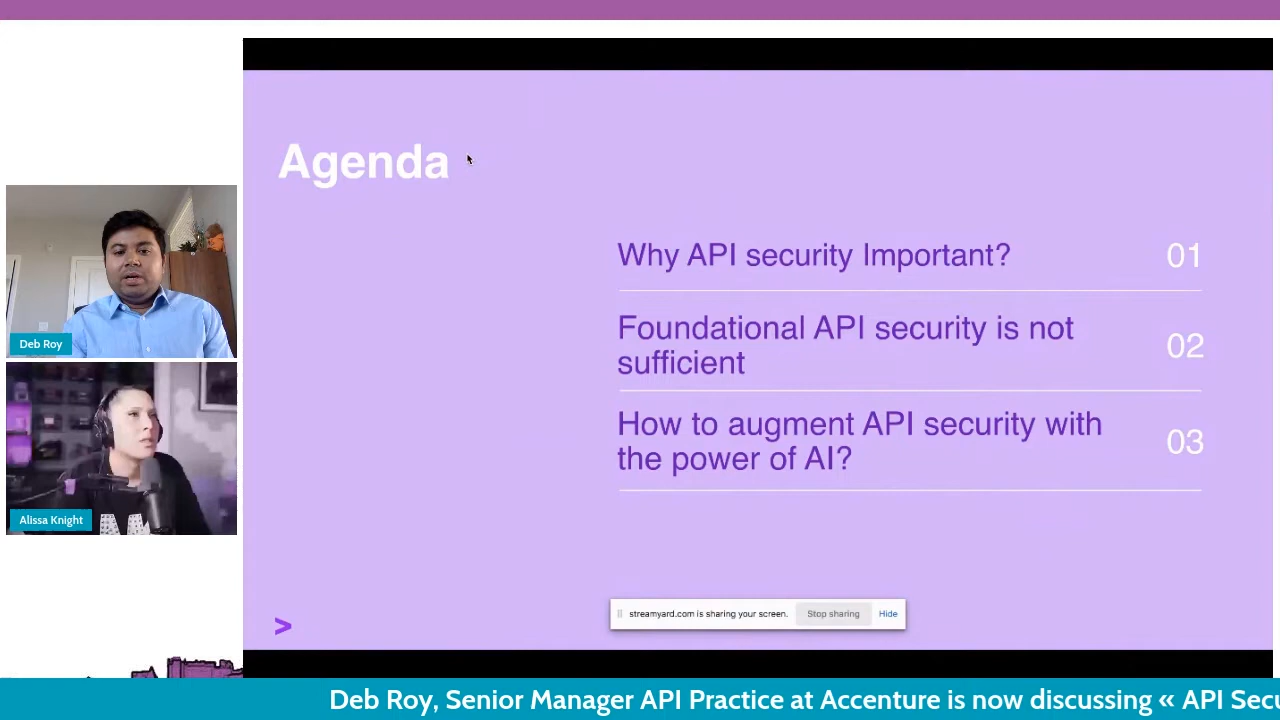 Agenda
Why API security Important?
01
Foundational API security is not
sufficient
02
How to augment API security with
the power of AI?
03
Deb Roy
Alissa Knight
streamyard.com is sharing your screen.
Stop sharing
Hide
>
Deb Roy, Senior Manager API Practice at Accenture is now discussing « API Secu